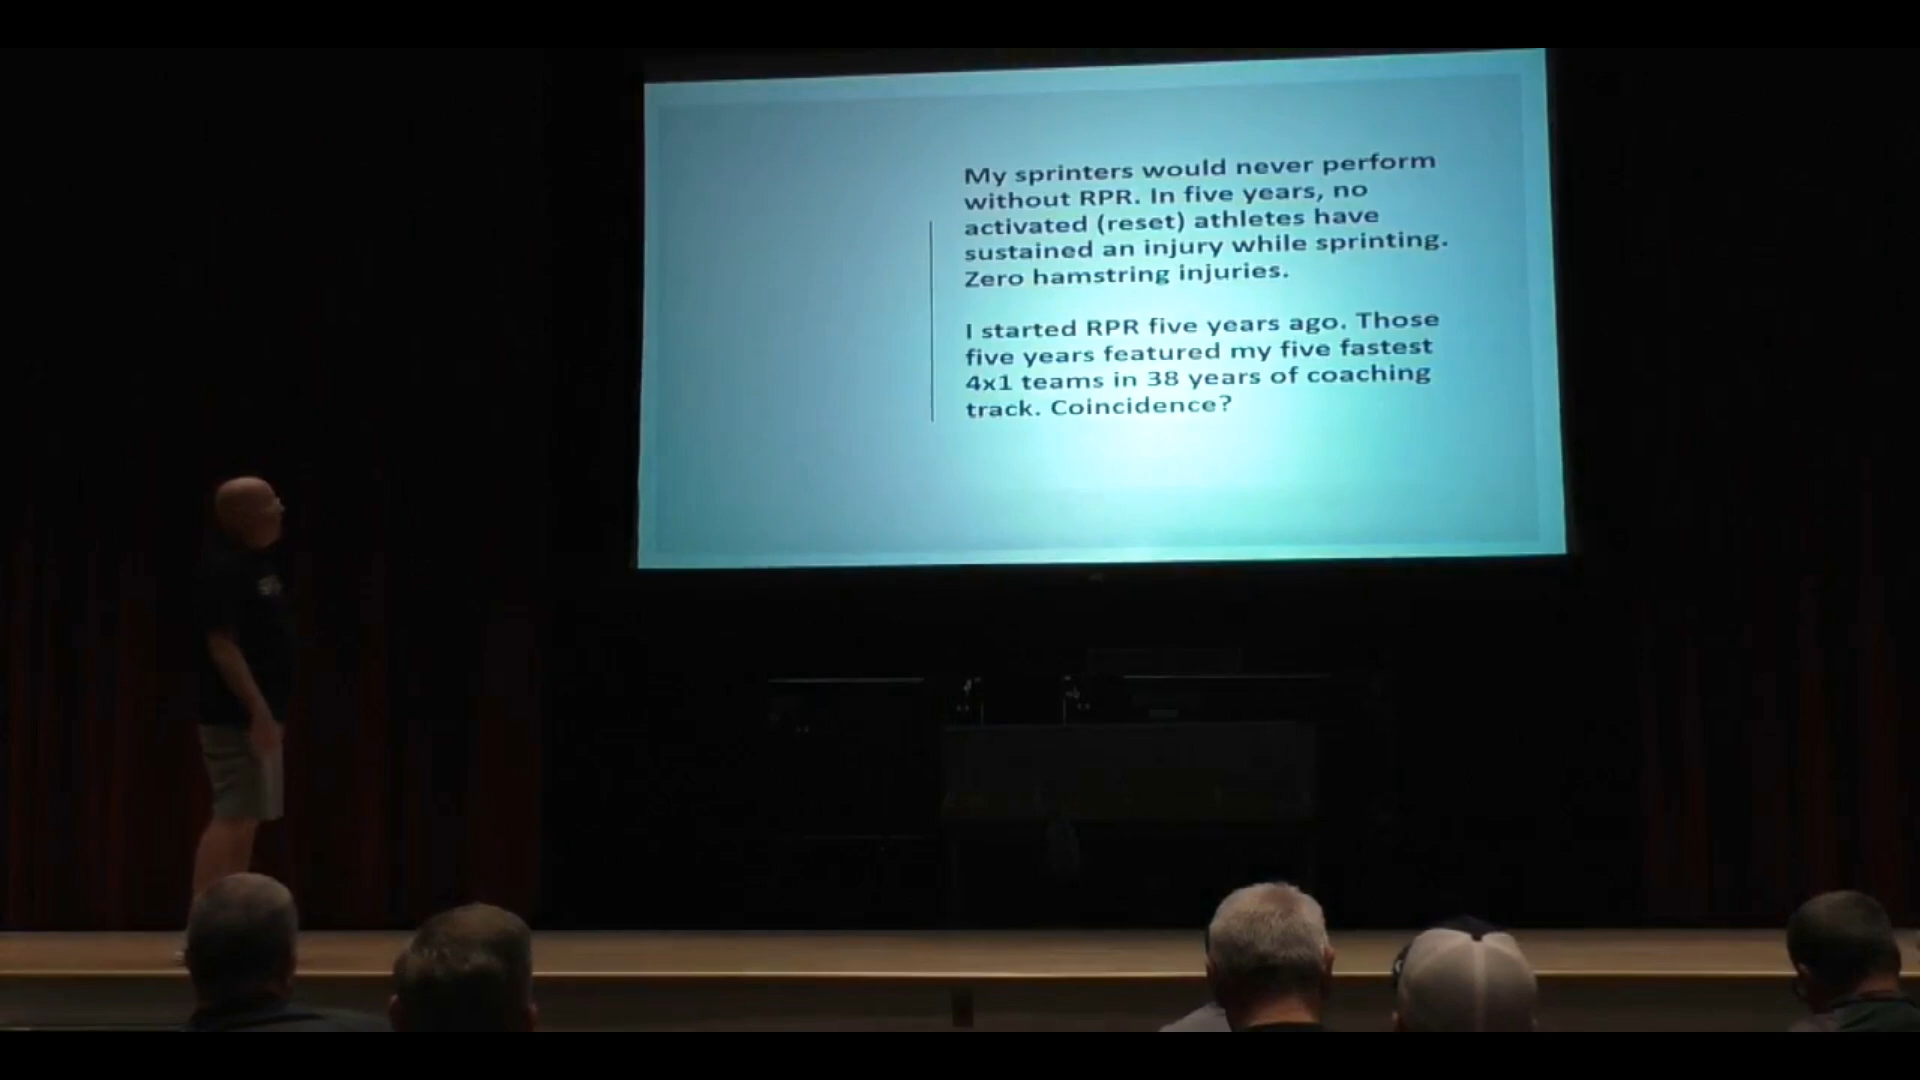 My sprinters would never perform
without RPR. In five years, no
activated (reset) athletes have
sustained an injury while sprinting.
Zero hamstring injuries.
I started RPR five years ago. Those
five years featured my five fastest
4x1 teams in 38 years of coaching
track. Coincidence?